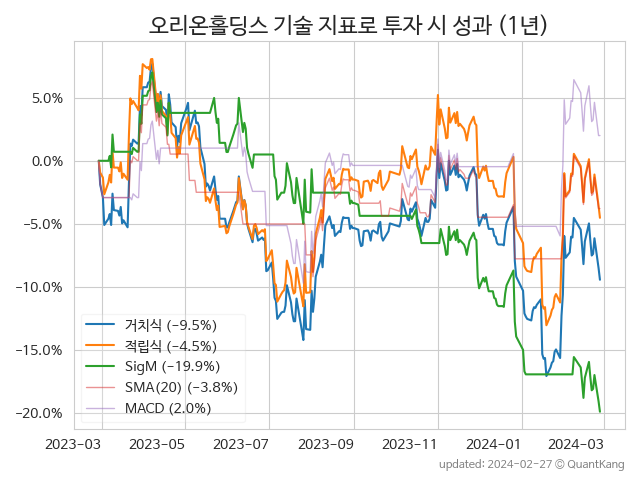 오리온홀딩스 기술 지표로 투자 시 성과 (1년)
5.0%
0.0%
−5.0%
−10.0%
−15.0%
−20.0%
거치식 (−9.5%)
적립식 (−4.5%)
SigM (−19.9%)
SMA(20) (−3.8%)
MACD (2.0%)
2023−03 2023−05 2023−07 2023−09 2023−11 2024−01 2024−03
updated: 2024−02−27 © QuantKang